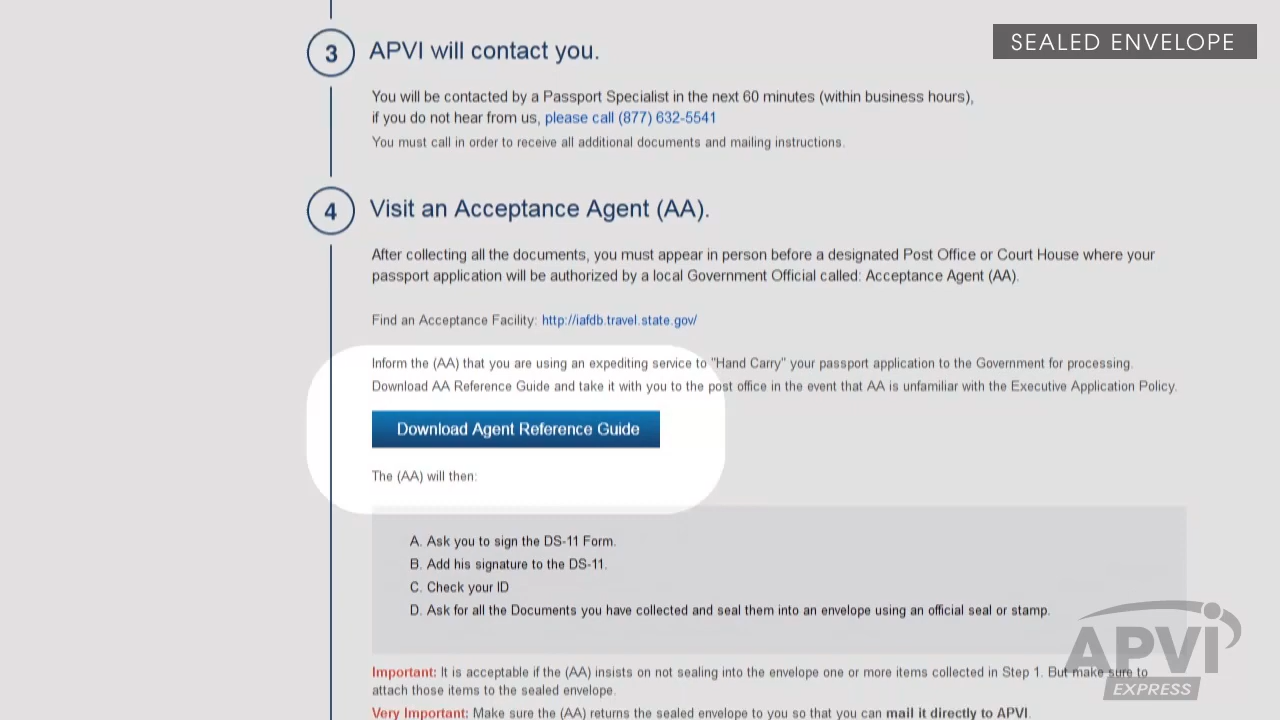 SEALED ENVELOPE
3
APVI will contact you.
You will be contacted by a Passport Specialist in the next 60 minutes (within business hours),
if you do not hear from us, please call (877) 632-5541
You must call in order to receive all additional documents and mailing instructions.
4
Visit an Acceptance Agent (AA).
After collecting all the documents, you must appear in person before a designated Post Office or Court House where your
passport application will be authorized by a local Government Official called: Acceptance Agent (AA).
Find an Acceptance Facility: http://iafdb.travel.state.gov/
Inform the (AA) that you are using an expediting service to "Hand Carry" your passport application to the Government for processing.
Download AA Reference Guide and take it with you to the post office in the event that AA is unfamiliar with the Executive Application Policy.
Download Agent Reference Guide
The (AA) will then:
A. Ask you to sign the DS-11 Form.
B. Add his signature to the DS-11.
C. Check your ID
D. Ask for all the Documents you have collected and seal them into an envelope using an official seal or stamp.
Important: It is acceptable if the (AA) insists on not sealing into the envelope one or more items collected in Step 1. But make sure to
attach those items to the sealed envelope.
Very Important: Make sure the (AA) returns the sealed envelope to you so that you can mail it directly to APVI.
APVI
EXPRESS